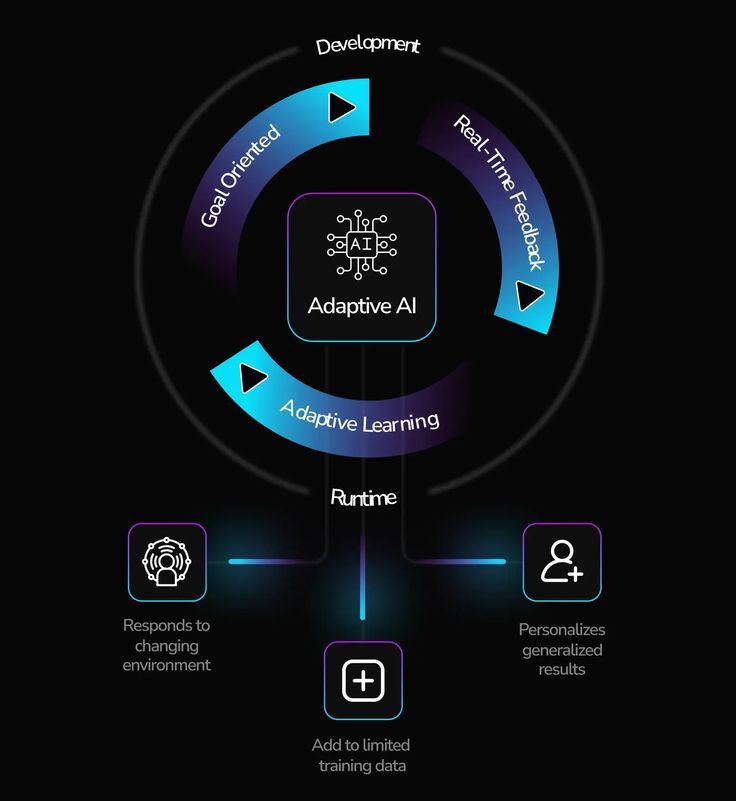 Development
Goal Oriented
Real-Time Feedback
AI
Adaptive AI
Adaptive Learning
Runtime
Responds to
changing
environment
Add to limited
training data
Personalizes
generalized
results